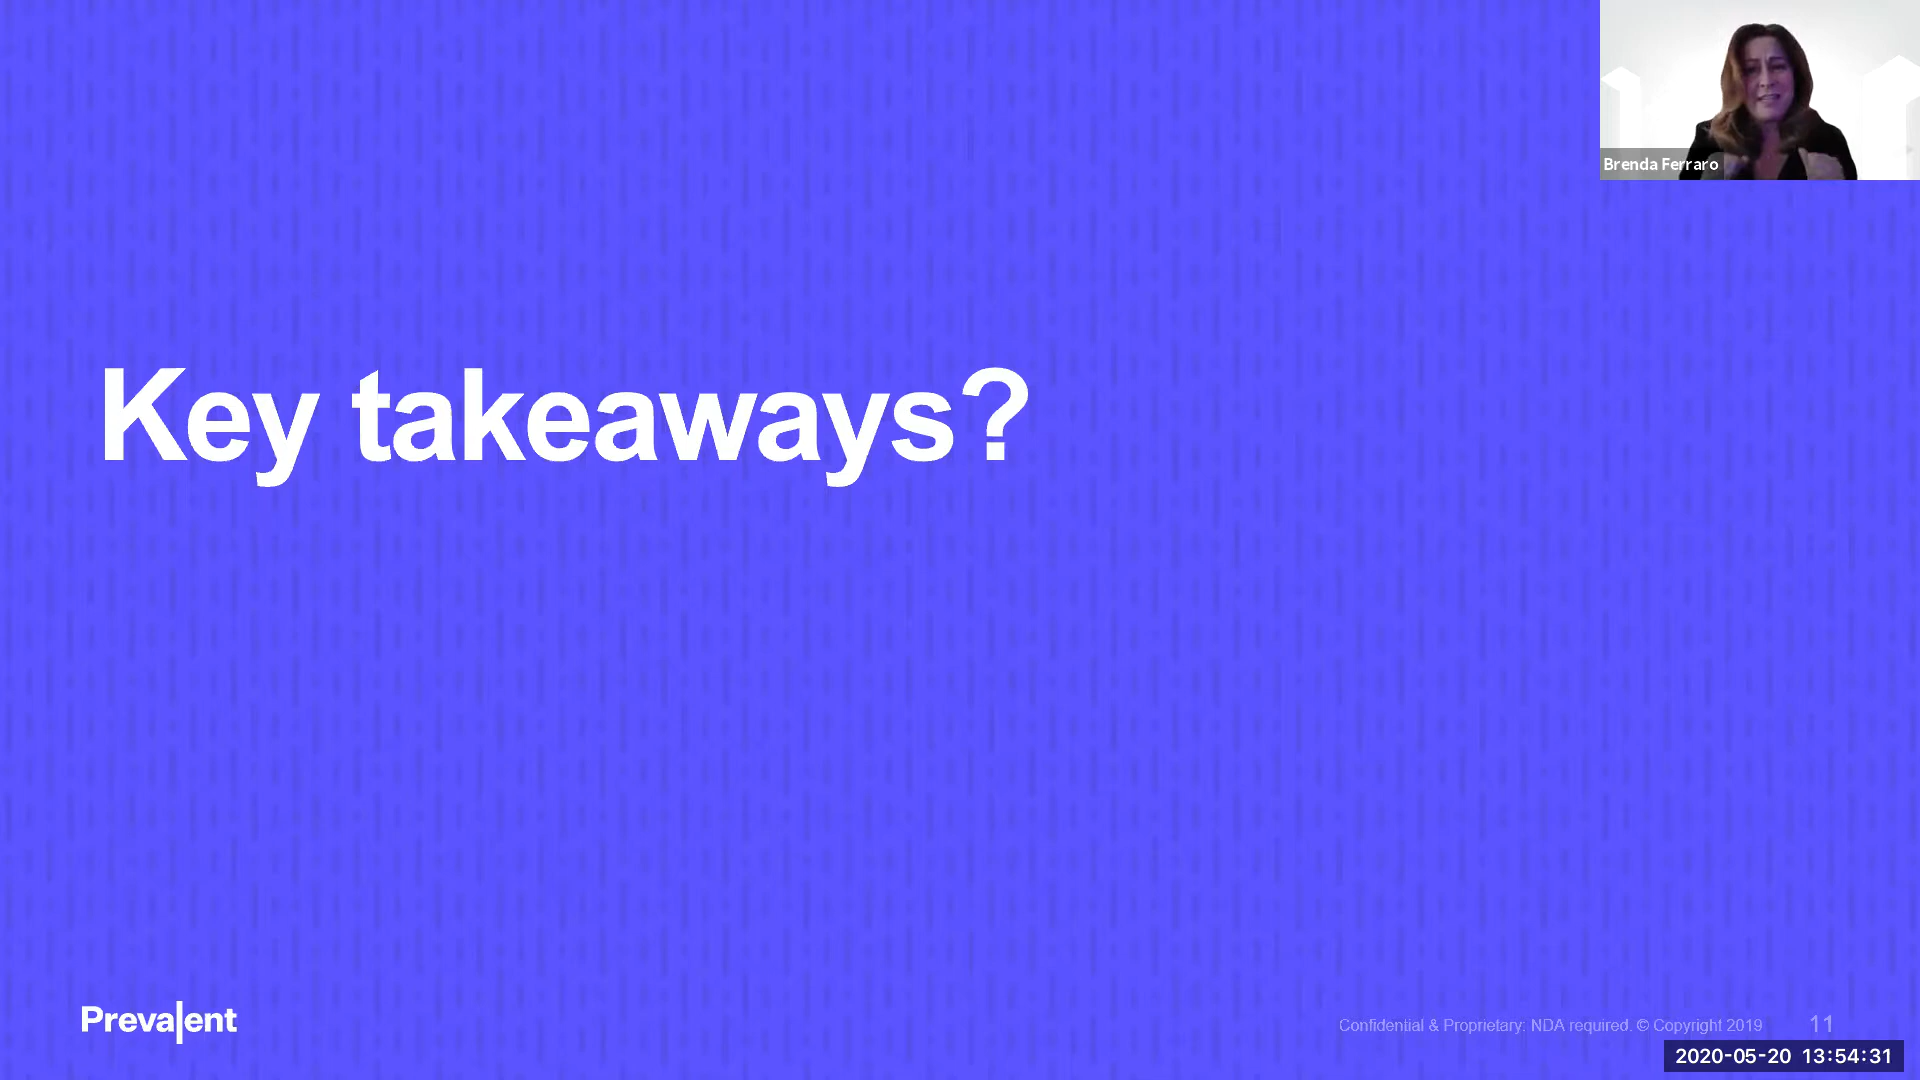 Brenda Ferraro
Key takeaways?
Prevalent
Confidential & Proprietary: NDA required. © Copyright 2019 11
2020-05-20 13:54:31